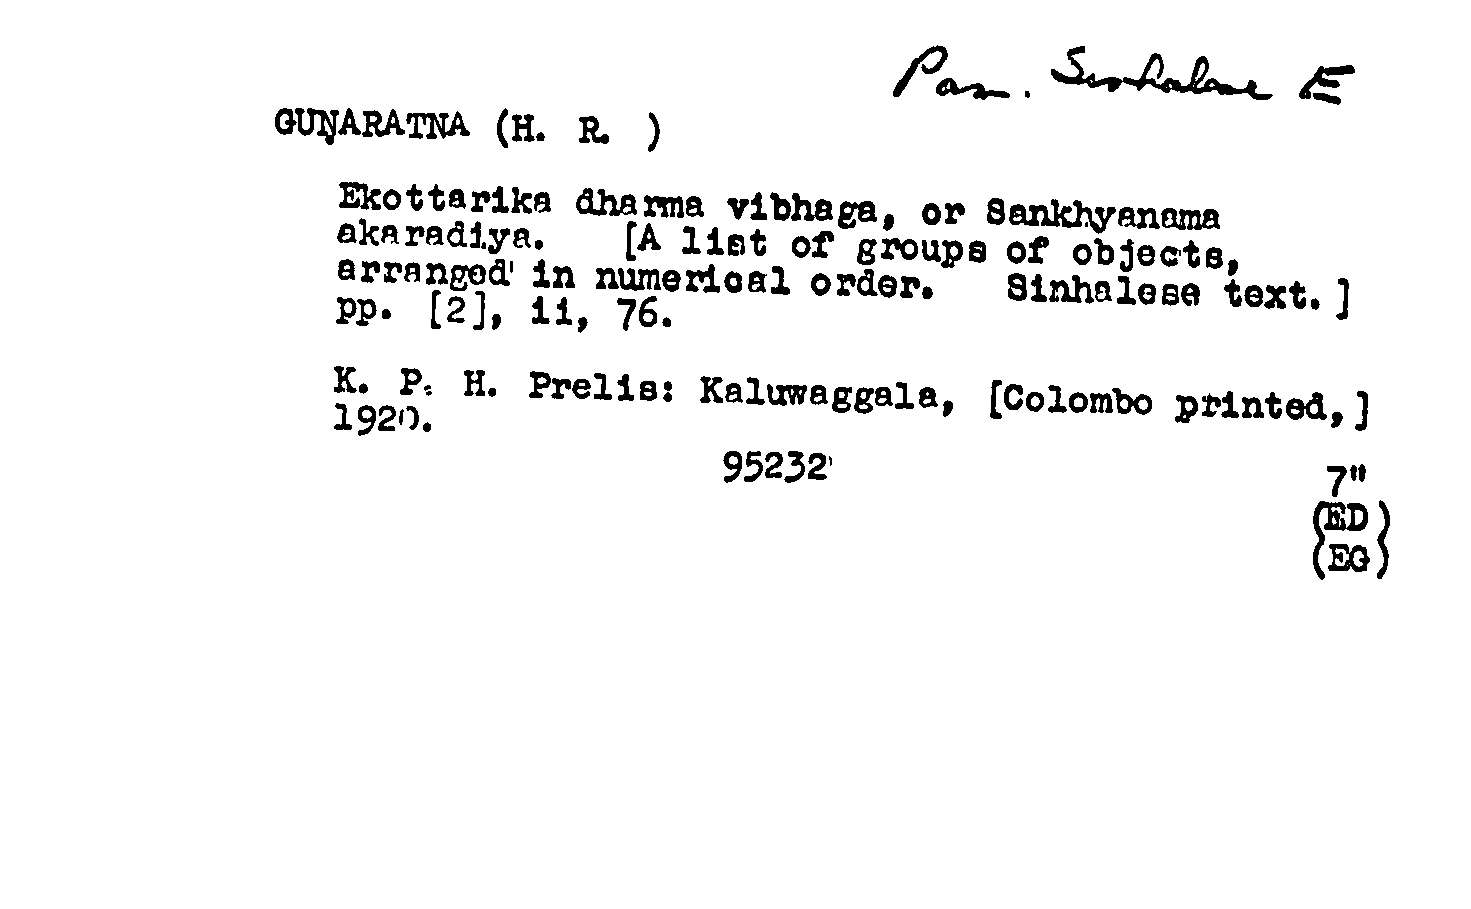 Pam. Sinhalese E
GUṆARATNA (H. R. )
Ekottarika dharma vibhaga, or Sankhyanama
akaradiya. [A list of groups of objects,
arranged in numerical order. Sinhalese text.]
pp. [2], ii, 76.
K. P. H. Prelis: Kaluwaggala, [Colombo printed,]
1920.
95232
7"
(ED)
(EG)